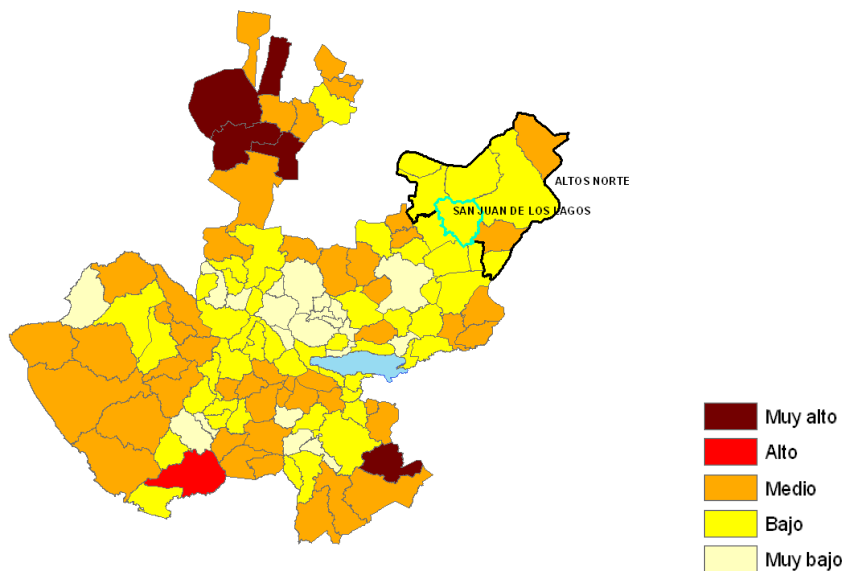 ALTOS NORTE
SAN JUAN DE LOS LAGOS
Muy alto
Alto
Medio
Bajo
Muy bajo